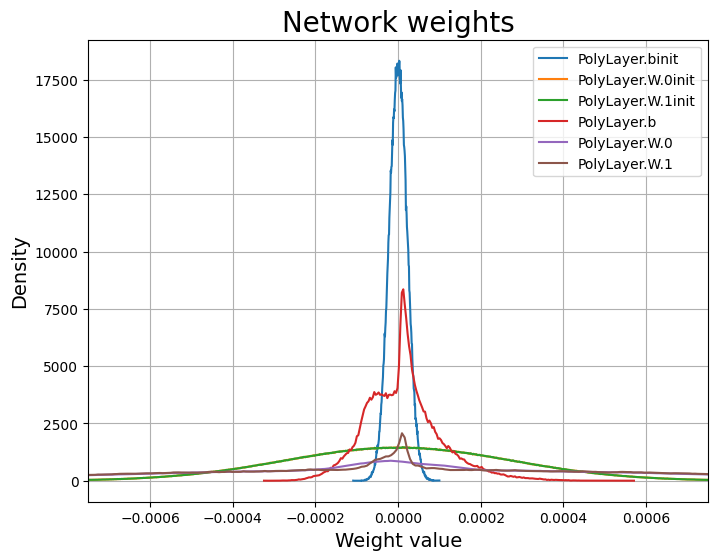 Network weights
PolyLayer.binit
PolyLayer.W.0init
PolyLayer.W.1init
PolyLayer.b
PolyLayer.W.0
PolyLayer.W.1
Density
17500
15000
12500
10000
7500
5000
2500
0
−0.0006 −0.0004 −0.0002 0.0000 0.0002 0.0004 0.0006
Weight value